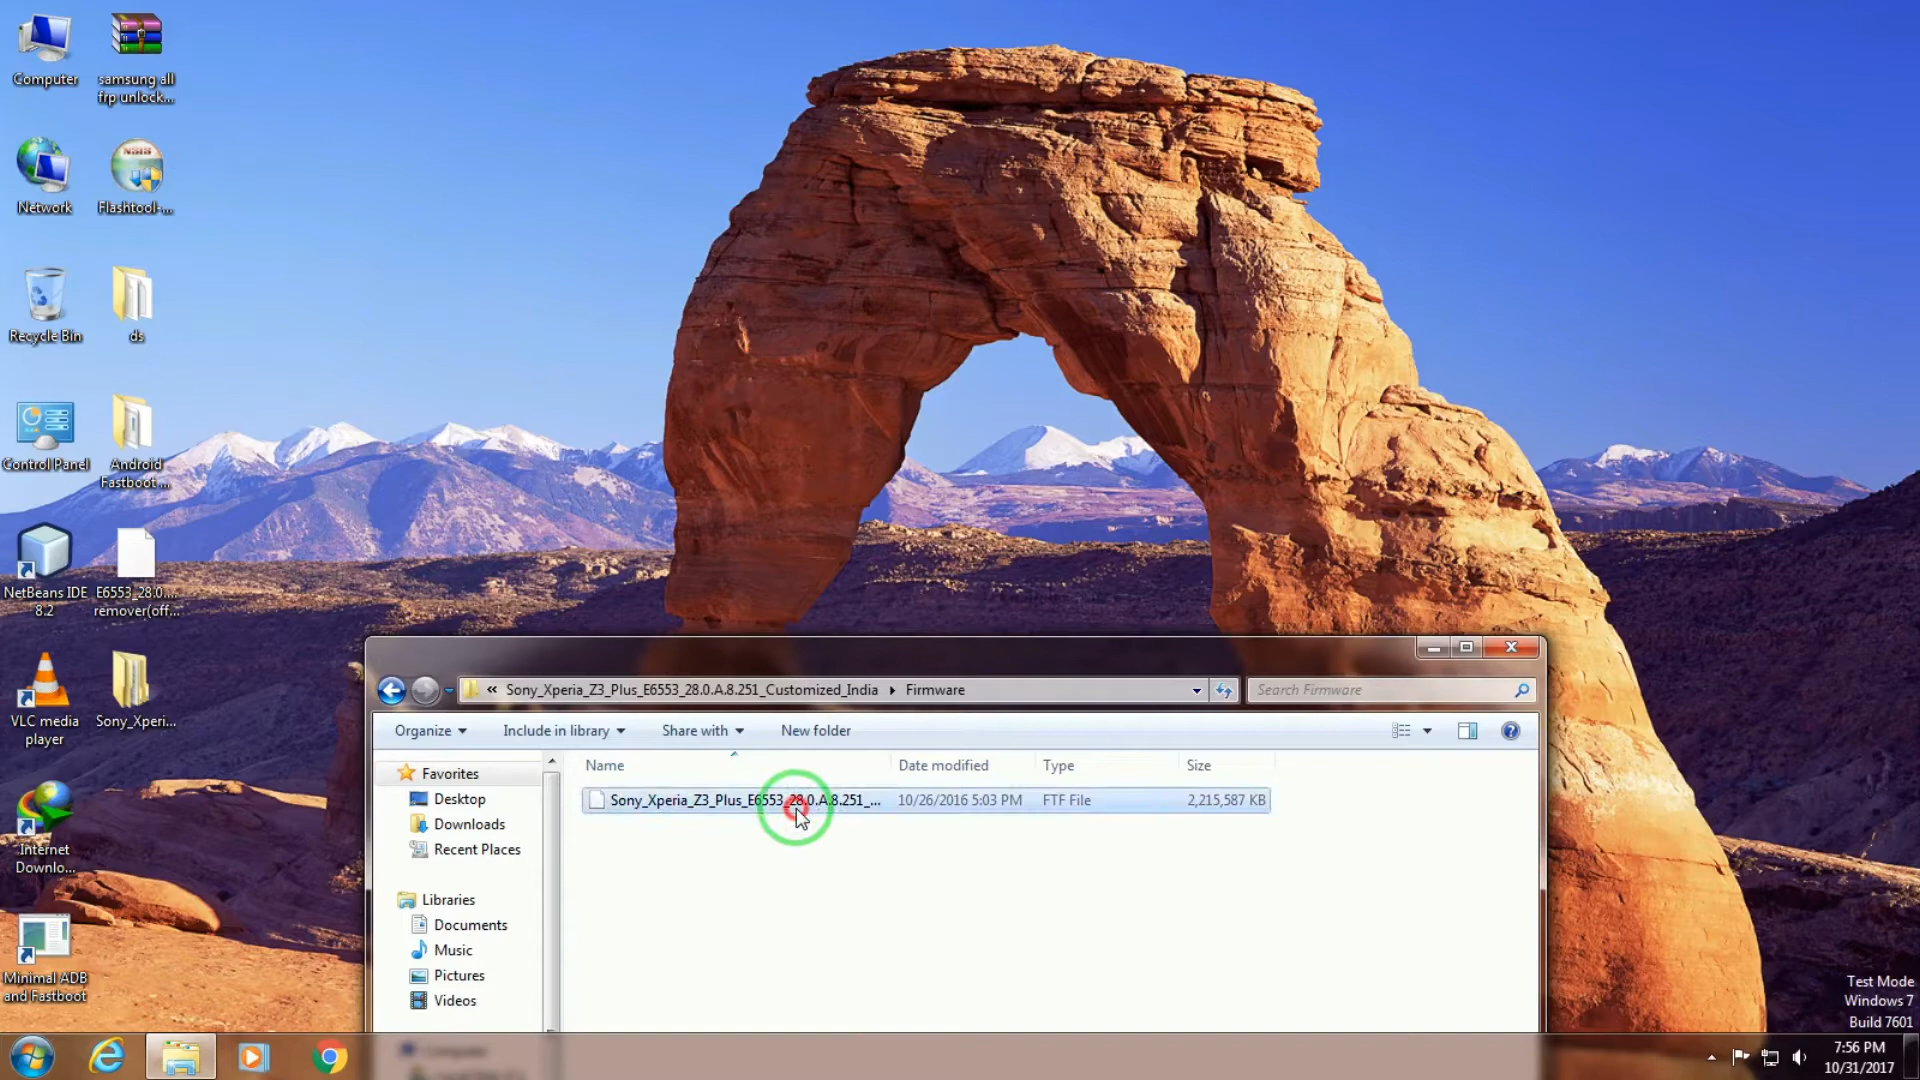 Computer
samsung all
frp unlock...
Network
NSIS
Flashtool-...
Recycle Bin
ds
Control Panel
Android
Fastboot ...
NetBeans IDE
8.2
E6553_28.0....
remover(off...
VLC media
player
Sony_Xperi...
Internet
Downlo...
Minimal ADB
and Fastboot
« Sony_Xperia_Z3_Plus_E6553_28.0.A.8.251_Customized_India Firmware
Search Firmware
Organize Include in library Share with New folder
Favorites
Desktop
Downloads
Recent Places
Libraries
Documents
Music
Pictures
Videos
Computer
Name Date modified Type Size
Sony_Xperia_Z3_Plus_E6553_28.0.A.8.251_... 10/26/2016 5:03 PM FTF File 2,215,587 KB
Test Mode
Windows 7
Build 7601
7:56 PM
10/31/2017